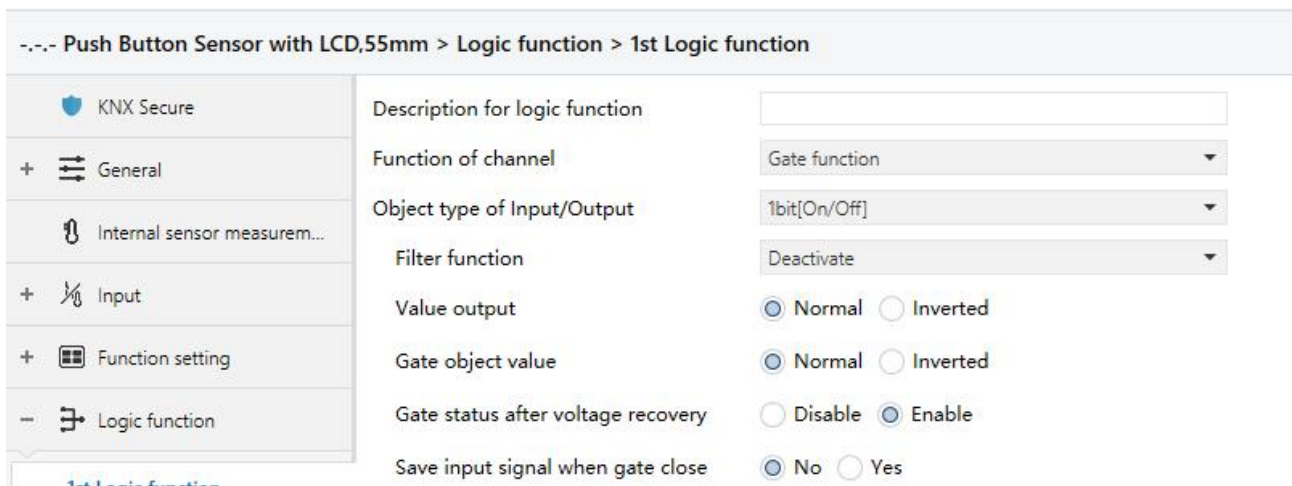 -.-.- Push Button Sensor with LCD,55mm > Logic function > 1st Logic function
KNX Secure
+ General
Internal sensor measurem...
+ Input
+ Function setting
− Logic function
1st Logic function
Description for logic function
Function of channel Gate function
Object type of Input/Output 1bit[On/Off]
Filter function Deactivate
Value output Normal Inverted
Gate object value Normal Inverted
Gate status after voltage recovery Disable Enable
Save input signal when gate close No Yes